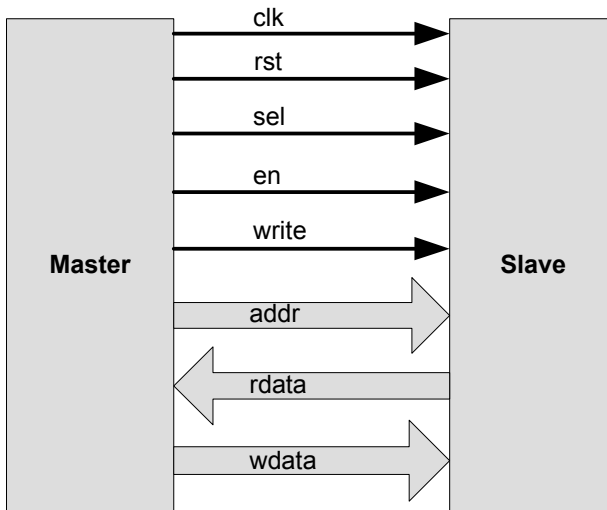 clk
rst
sel
en
write
Master
Slave
addr
rdata
wdata